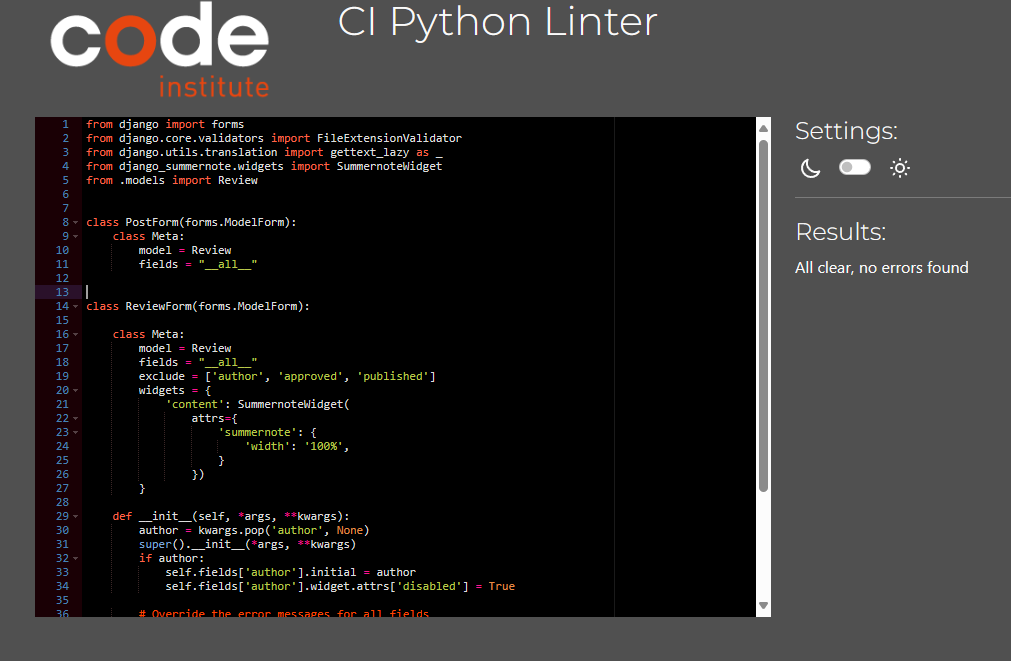 code
institute
CI Python Linter
1 from django import forms
2 from django.core.validators import FileExtensionValidator
3 from django.utils.translation import gettext_lazy as _
4 from django_summernote.widgets import SummernoteWidget
5 from .models import Review
6
7
8 class PostForm(forms.ModelForm):
9     class Meta:
10         model = Review
11         fields = "__all__"
12
13
14 class ReviewForm(forms.ModelForm):
15
16     class Meta:
17         model = Review
18         fields = "__all__"
19         exclude = ['author', 'approved', 'published']
20         widgets = {
21             'content': SummernoteWidget(
22                 attrs={
23                     'summernote': {
24                         'width': '100%',
25                     }
26                 })
27         }
28
29     def __init__(self, *args, **kwargs):
30         author = kwargs.pop('author', None)
31         super().__init__(*args, **kwargs)
32         if author:
33             self.fields['author'].initial = author
34             self.fields['author'].widget.attrs['disabled'] = True
35
36         # Override the error messages for all fields
Settings:
Results:
All clear, no errors found